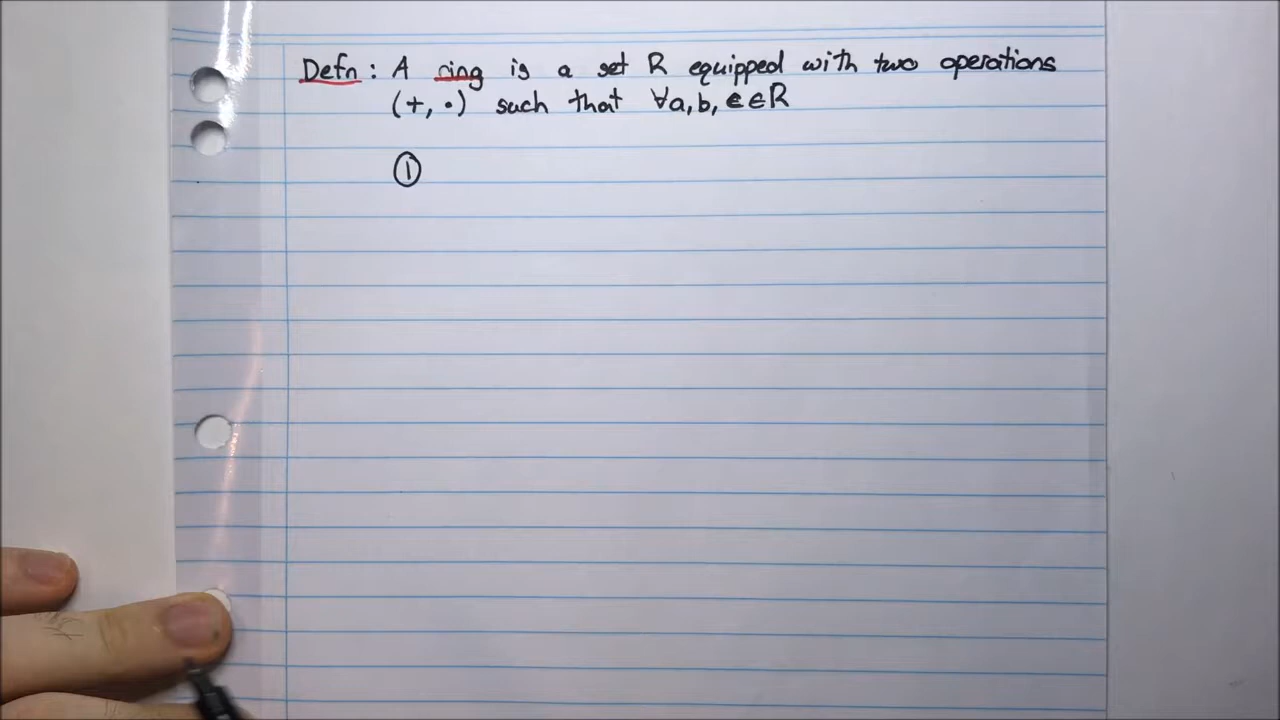 Defn : A ring is a set R equipped with two operations
(+, •) such that ∀a, b, c ∈ R
①